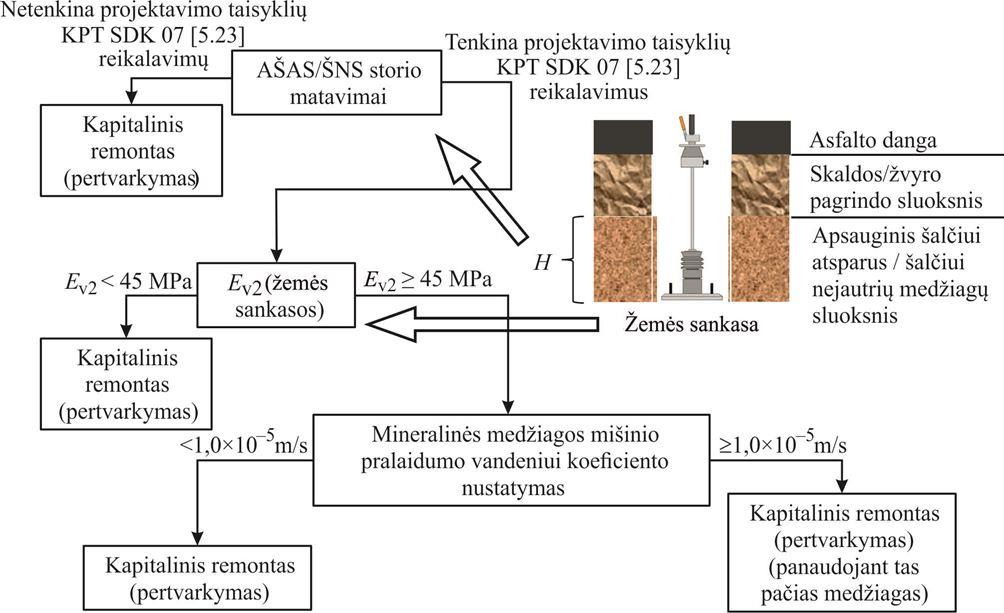 Netenkina projektavimo taisyklių
KPT SDK 07 [5.23]
reikalavimų
AŠAS/ŠNS storio
matavimai
Tenkina projektavimo taisyklių
KPT SDK 07 [5.23]
reikalavimus
Kapitalinis
remontas
(pertvarkymas)
Asfalto danga
Skaldos/žvyro
pagrindo sluoksnis
H
Apsauginis šalčiui
atsparus / šalčiui
nejautrių medžiagų
sluoksnis
Žemės sankasa
Ev2 < 45 MPa
Ev2 (žemės
sankasos)
Ev2 ≥ 45 MPa
Kapitalinis
remontas
(pertvarkymas)
<1,0×10⁻⁵m/s
Mineralinės medžiagos mišinio
pralaidumo vandeniui koeficiento
nustatymas
≥1,0×10⁻⁵m/s
Kapitalinis remontas
(pertvarkymas)
Kapitalinis remontas
(pertvarkymas)
(panaudojant tas
pačias medžiagas)